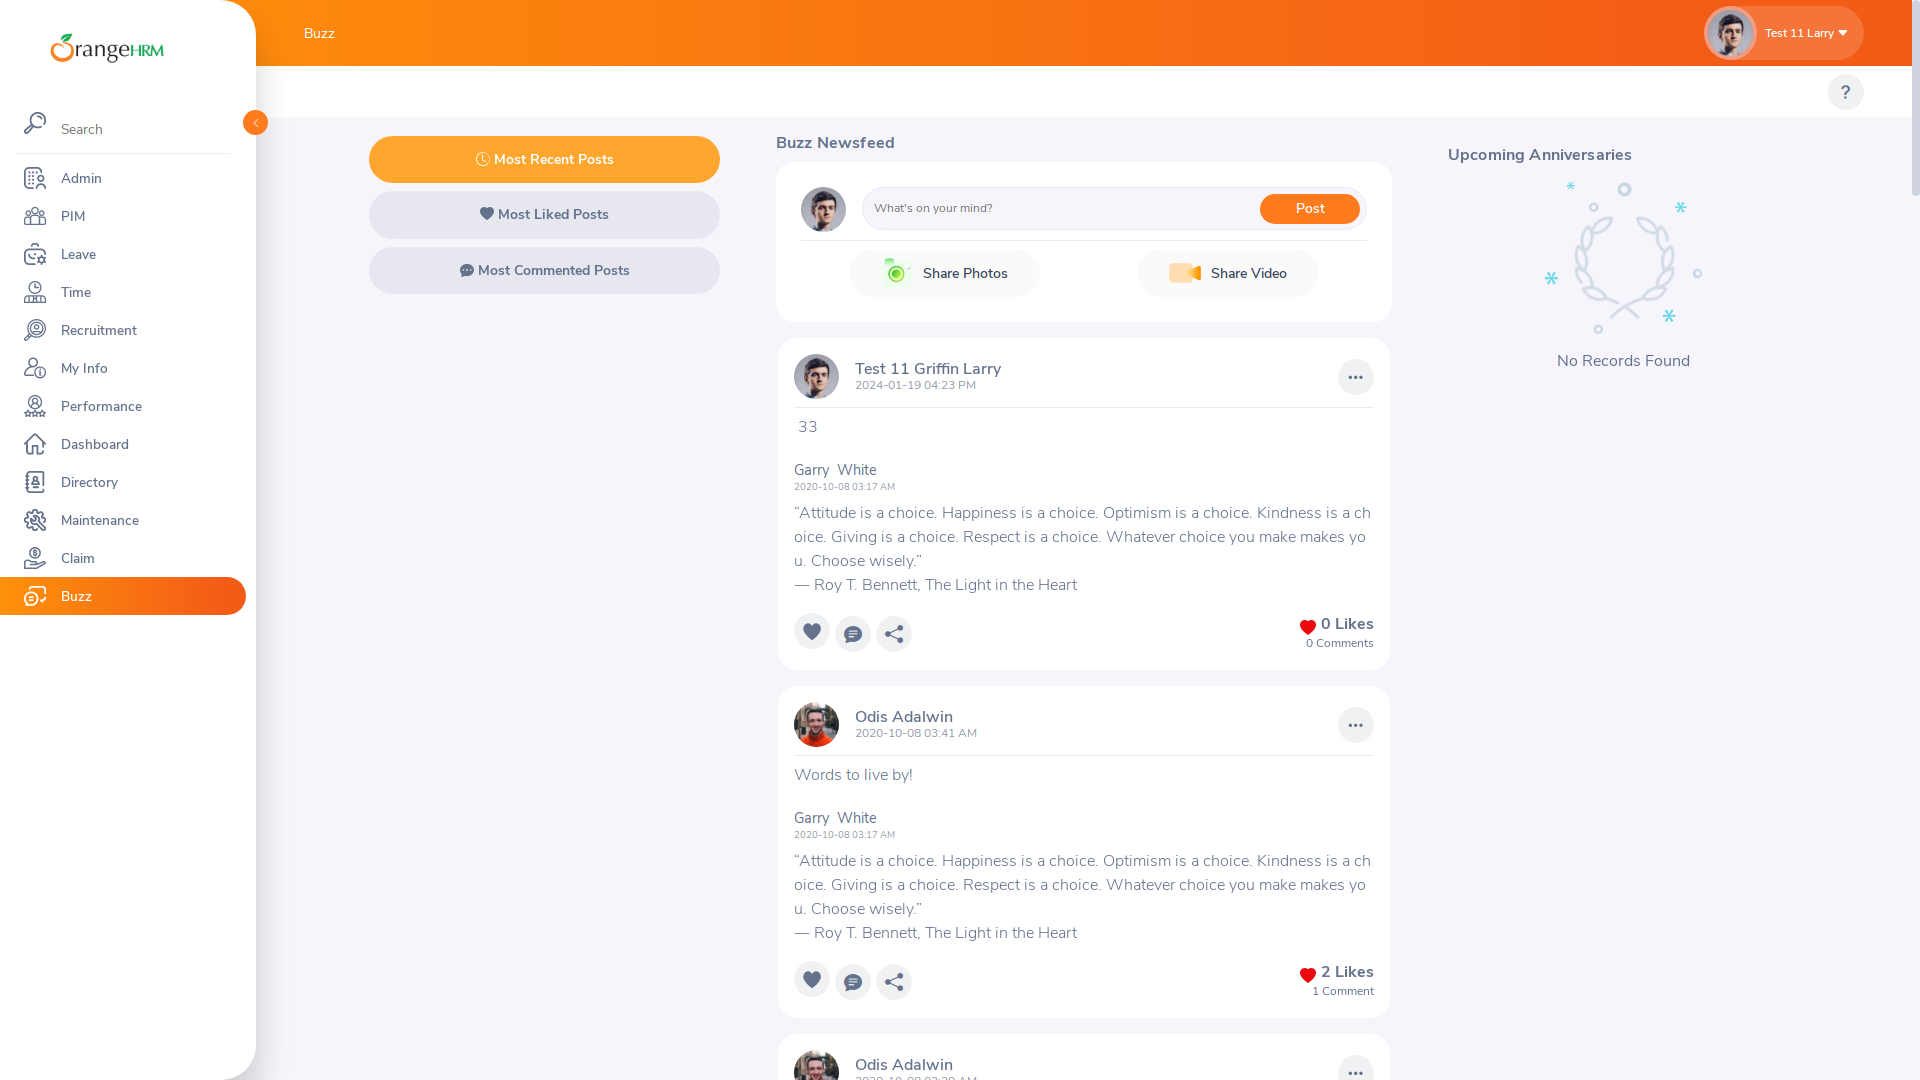 OrangeHRM
Search
Admin
PIM
Leave
Time
Recruitment
My Info
Performance
Dashboard
Directory
Maintenance
Claim
Buzz
Buzz
Test 11 Larry
?
Most Recent Posts
Most Liked Posts
Most Commented Posts
Buzz Newsfeed
What's on your mind?
Post
Share Photos
Share Video
Test 11 Griffin Larry
2024-01-19 04:23 PM
33
Garry  White
2020-10-08 03:17 AM
“Attitude is a choice. Happiness is a choice. Optimism is a choice. Kindness is a ch
oice. Giving is a choice. Respect is a choice. Whatever choice you make makes yo
u. Choose wisely.”
— Roy T. Bennett, The Light in the Heart
0 Likes
0 Comments
Odis Adalwin
2020-10-08 03:41 AM
Words to live by!
Garry  White
2020-10-08 03:17 AM
“Attitude is a choice. Happiness is a choice. Optimism is a choice. Kindness is a ch
oice. Giving is a choice. Respect is a choice. Whatever choice you make makes yo
u. Choose wisely.”
— Roy T. Bennett, The Light in the Heart
2 Likes
1 Comment
Odis Adalwin
Upcoming Anniversaries
No Records Found